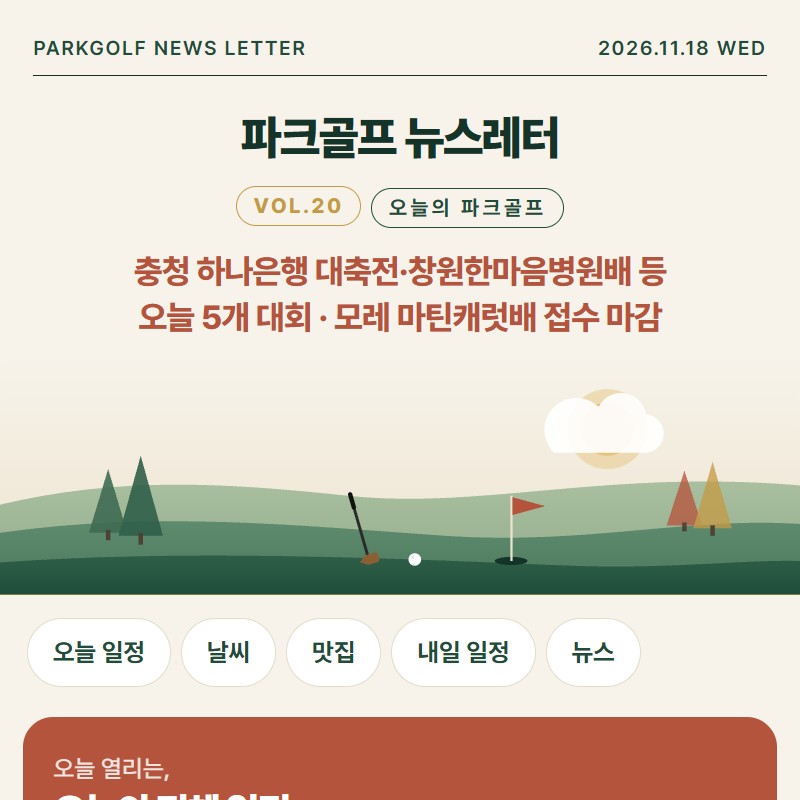 PARKGOLF NEWS LETTER
2026.11.18 WED
파크골프 뉴스레터
VOL.20
오늘의 파크골프
충청 하나은행 대축전·창원한마음병원배 등
오늘 5개 대회 · 모레 마틴캐럿배 접수 마감
오늘 일정
날씨
맛집
내일 일정
뉴스
오늘 열리는,